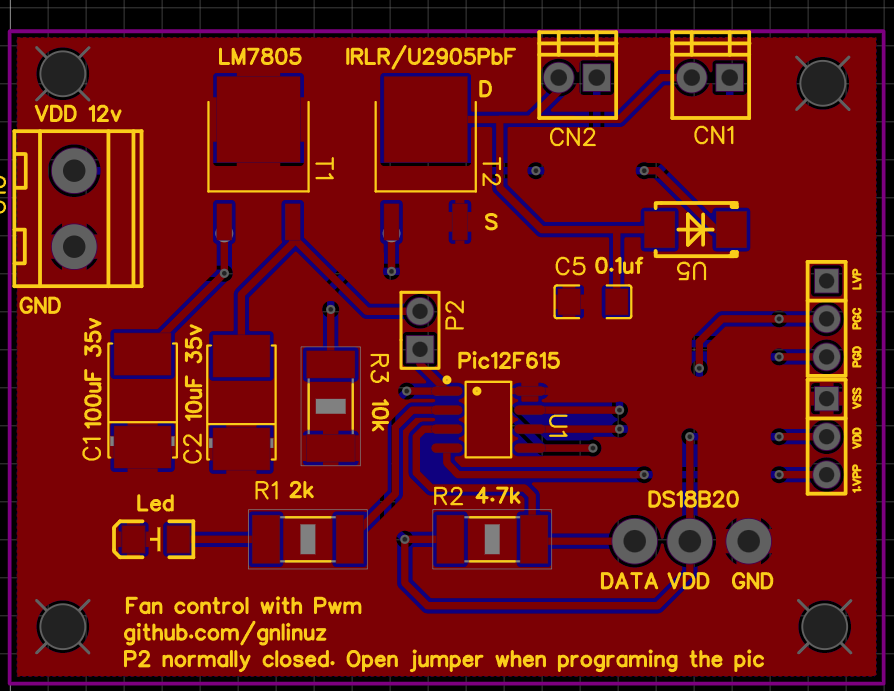 LM7805
IRLR/U2905PbF
D
VDD 12v
CN2
CN1
T1
T2
S
U5
C5 0.1uf
GND
P2
LVP
PGC
PGD
VSS
VDD
1-VPP
C1 100uF 35v
C2 10uF 35v
R3 10k
Pic12F615
U1
Led
R1 2k
R2 4.7k
DS18B20
DATA VDD GND
Fan control with Pwm
github.com/gnlinuz
P2 normally closed. Open jumper when programing the pic